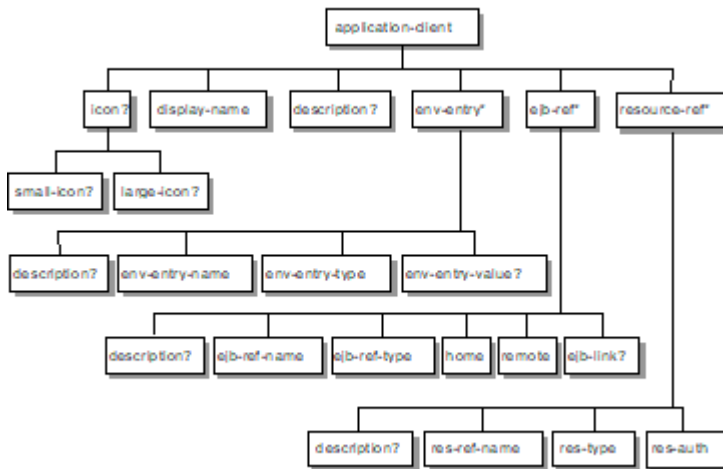 application-client
icon?
display-name
description?
env-entry*
ejb-ref*
resource-ref*
small-icon?
large-icon?
description?
env-entry-name
env-entry-type
env-entry-value?
description?
ejb-ref-name
ejb-ref-type
home
remote
ejb-link?
description?
res-ref-name
res-type
res-auth